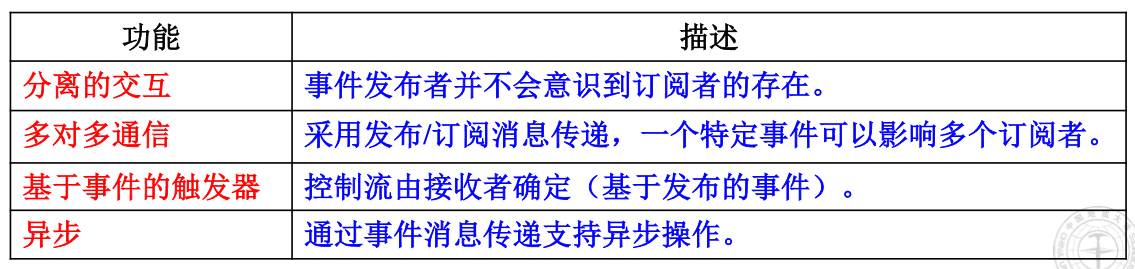 功能 描述
分离的交互 事件发布者并不会意识到订阅者的存在。
多对多通信 采用发布/订阅消息传递，一个特定事件可以影响多个订阅者。
基于事件的触发器 控制流由接收者确定（基于发布的事件）。
异步 通过事件消息传递支持异步操作。